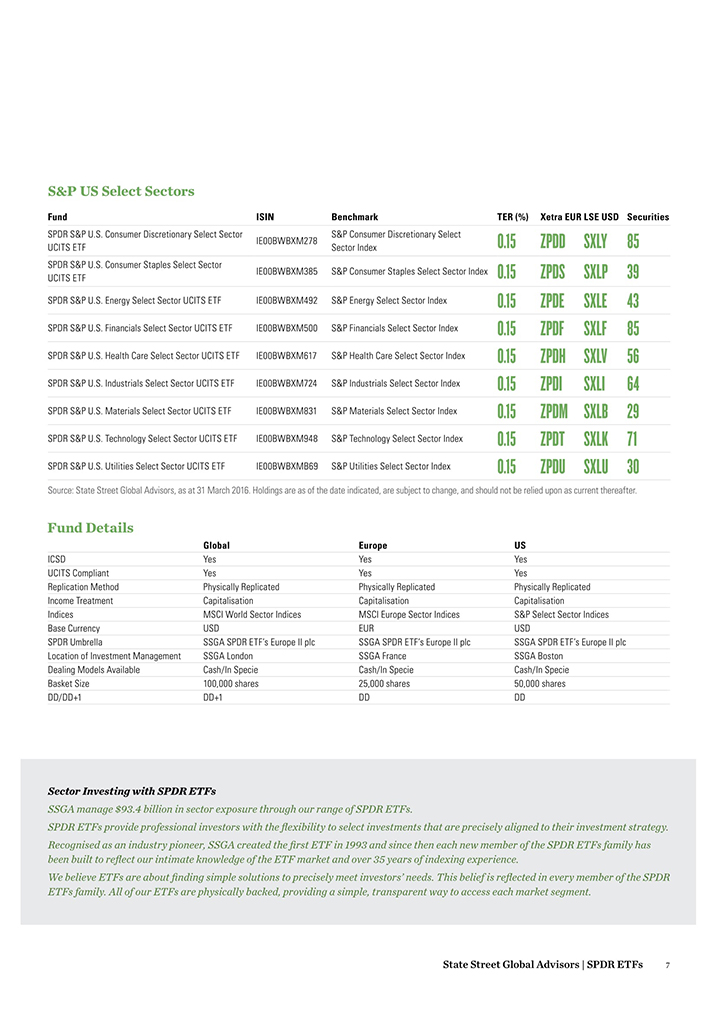 S&P US Select Sectors
Fund ISIN Benchmark TER (%) Xetra EUR LSE USD Securities
SPDR S&P U.S. Consumer Discretionary Select Sector
UCITS ETF IE00BWBXM278 S&P Consumer Discretionary Select
Sector Index 0.15 ZPDD SXLY 85
SPDR S&P U.S. Consumer Staples Select Sector
UCITS ETF IE00BWBXM385 S&P Consumer Staples Select Sector Index 0.15 ZPDS SXLP 39
SPDR S&P U.S. Energy Select Sector UCITS ETF IE00BWBXM492 S&P Energy Select Sector Index 0.15 ZPDE SXLE 43
SPDR S&P U.S. Financials Select Sector UCITS ETF IE00BWBXM500 S&P Financials Select Sector Index 0.15 ZPDF SXLF 85
SPDR S&P U.S. Health Care Select Sector UCITS ETF IE00BWBXM617 S&P Health Care Select Sector Index 0.15 ZPDH SXLV 56
SPDR S&P U.S. Industrials Select Sector UCITS ETF IE00BWBXM724 S&P Industrials Select Sector Index 0.15 ZPDI SXLI 64
SPDR S&P U.S. Materials Select Sector UCITS ETF IE00BWBXM831 S&P Materials Select Sector Index 0.15 ZPDM SXLB 29
SPDR S&P U.S. Technology Select Sector UCITS ETF IE00BWBXM948 S&P Technology Select Sector Index 0.15 ZPDT SXLK 71
SPDR S&P U.S. Utilities Select Sector UCITS ETF IE00BWBXMB69 S&P Utilities Select Sector Index 0.15 ZPDU SXLU 30
Source: State Street Global Advisors, as at 31 March 2016. Holdings are as of the date indicated, are subject to change, and should not be relied upon as current thereafter.
Fund Details
Global Europe US
ICSD Yes Yes Yes
UCITS Compliant Yes Yes Yes
Replication Method Physically Replicated Physically Replicated Physically Replicated
Income Treatment Capitalisation Capitalisation Capitalisation
Indices MSCI World Sector Indices MSCI Europe Sector Indices S&P Select Sector Indices
Base Currency USD EUR USD
SPDR Umbrella SSGA SPDR ETF's Europe II plc SSGA SPDR ETF's Europe II plc SSGA SPDR ETF's Europe II plc
Location of Investment Management SSGA London SSGA France SSGA Boston
Dealing Models Available Cash/In Specie Cash/In Specie Cash/In Specie
Basket Size 100,000 shares 25,000 shares 50,000 shares
DD/DD+1 DD+1 DD DD
Sector Investing with SPDR ETFs
SSGA manage $93.4 billion in sector exposure through our range of SPDR ETFs.
SPDR ETFs provide professional investors with the flexibility to select investments that are precisely aligned to their investment strategy.
Recognised as an industry pioneer, SSGA created the first ETF in 1993 and since then each new member of the SPDR ETFs family has
been built to reflect our intimate knowledge of the ETF market and over 35 years of indexing experience.
We believe ETFs are about finding simple solutions to precisely meet investors' needs. This belief is reflected in every member of the SPDR
ETFs family. All of our ETFs are physically backed, providing a simple, transparent way to access each market segment.
State Street Global Advisors | SPDR ETFs 7